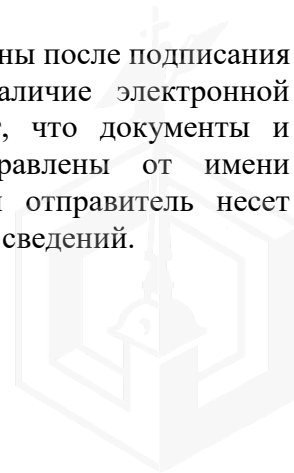 ны после подписания
аличие электронной
, что документы и
равлены от имени
отправитель несет
сведений.